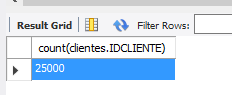 Result Grid Filter Rows:
count(clientes.IDCLIENTE)
25000